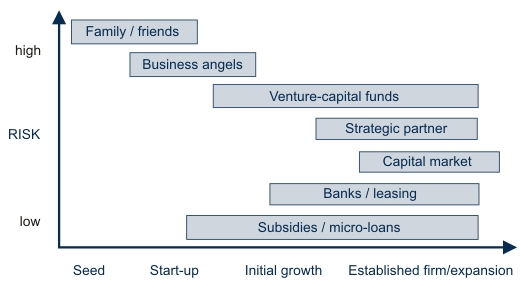 Family / friends
high
Business angels
Venture-capital funds
Strategic partner
RISK
Capital market
Banks / leasing
low
Subsidies / micro-loans
Seed Start-up Initial growth Established firm/expansion